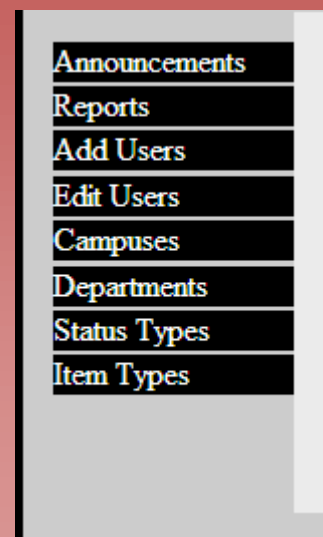 Announcements
Reports
Add Users
Edit Users
Campuses
Departments
Status Types
Item Types